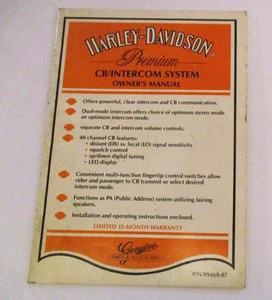 HARLEY-DAVIDSON
Premium
CB/INTERCOM SYSTEM
OWNER'S MANUAL
Offers powerful, clear intercom and CB communication.
Dual-mode intercom offers choice of optimum stereo mode
or optimum intercom mode.
separate CB and intercom volume controls.
40 channel CB features:
• distant (DX) vs. local (LO) signal sensitivity
• squelch control
• up/down digital tuning
• LED display
Convenient multi-function fingertip control switches allow
rider and passenger to CB transmit or select desired
intercom mode.
Functions as PA (Public Address) system utilizing fairing
speakers.
Installation and operating instructions enclosed.
LIMITED 12-MONTH WARRANTY
Genuine
PARTS & ACCESSORIES
P/N 99468-87